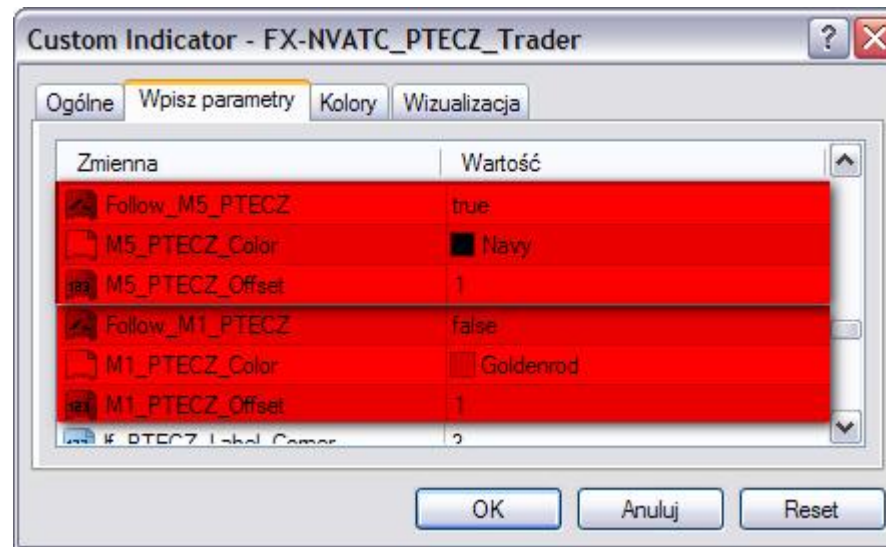 Custom Indicator - FX-NVATC_PTECZ_Trader
Ogólne Wpisz parametry Kolory Wizualizacja
Zmienna Wartość
Follow_M5_PTECZ true
M5_PTECZ_Color Navy
M5_PTECZ_Offset 1
Follow_M1_PTECZ false
M1_PTECZ_Color Goldenrod
M1_PTECZ_Offset 1
PTECZ_Label
OK Anuluj Reset